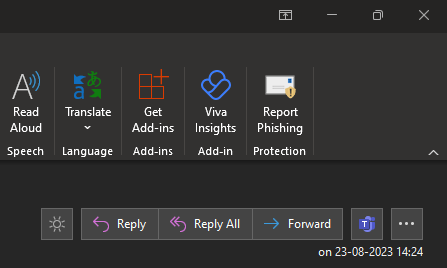 Read Aloud
Translate
Get Add-ins
Viva Insights
Report Phishing
Speech
Language
Add-ins
Add-in
Protection
Reply
Reply All
Forward
on 23-08-2023 14:24